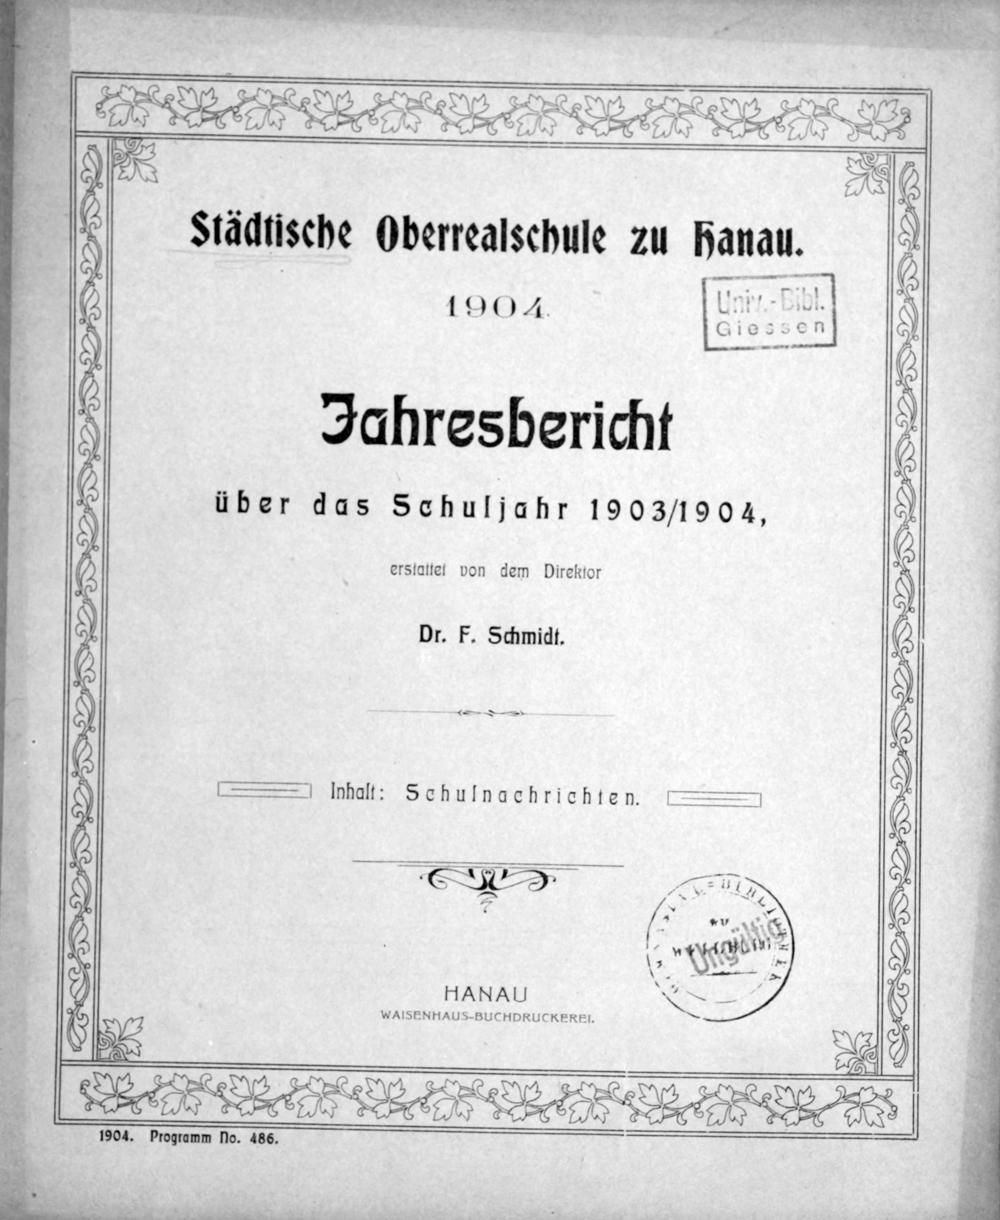 Städtische Oberrealschule zu Hanau.
1904.
Univ.-Bibl.
Giessen
Jahresbericht
über das Schuljahr 1903/1904,
erstattet von dem Direktor
Dr. F. Schmidt.
Inhalt: Schulnachrichten.
Ungültig
HANAU
WAISENHAUS-BUCHDRUCKEREI.
1904. Programm No. 486.